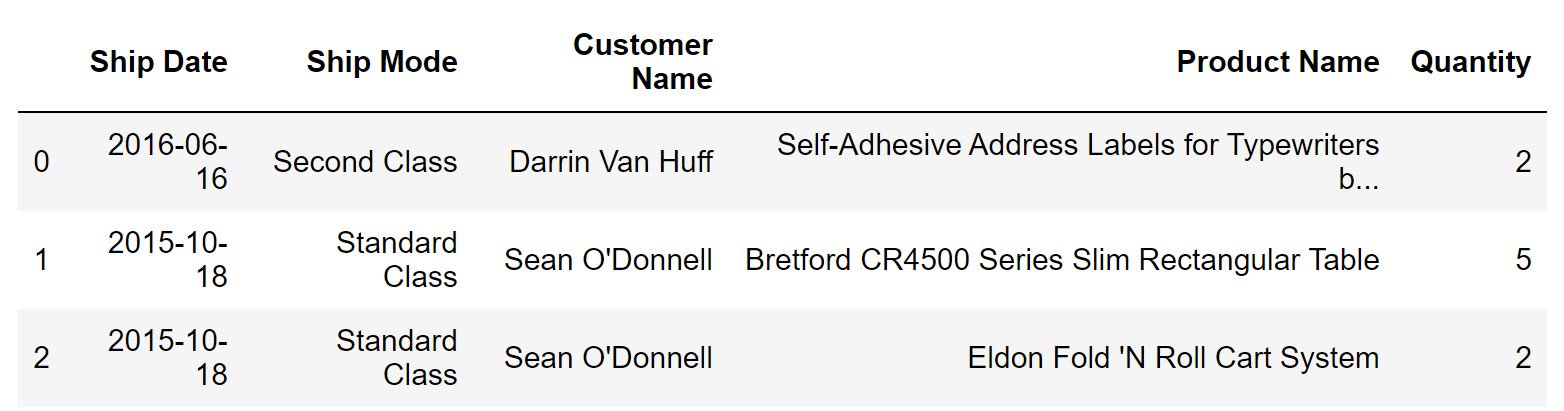 Ship Date Ship Mode Customer Name Product Name Quantity
0 2016-06-16 Second Class Darrin Van Huff Self-Adhesive Address Labels for Typewriters b... 2
1 2015-10-18 Standard Class Sean O'Donnell Bretford CR4500 Series Slim Rectangular Table 5
2 2015-10-18 Standard Class Sean O'Donnell Eldon Fold 'N Roll Cart System 2